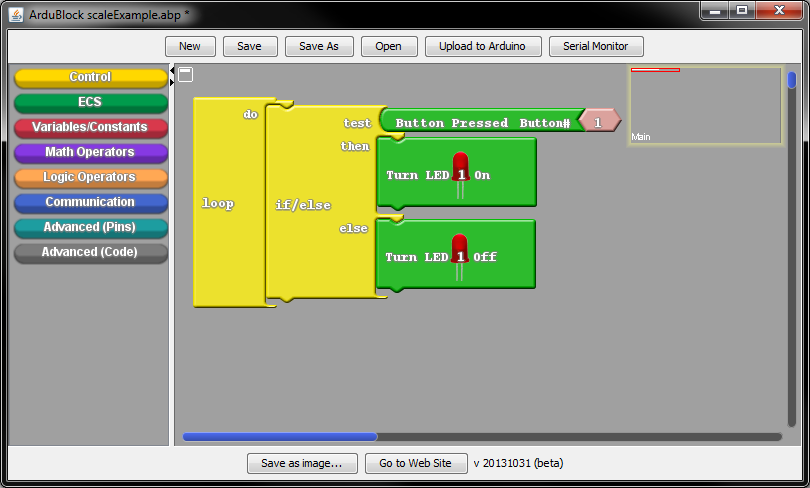 ArduBlock scaleExample.abp *
New Save Save As Open Upload to Arduino Serial Monitor
Control
ECS
Variables/Constants
Math Operators
Logic Operators
Communication
Advanced (Pins)
Advanced (Code)
loop
do
if/else
test
Button Pressed Button# 1
then
Turn LED 1 On
else
Turn LED 1 Off
Main
Save as image... Go to Web Site v 20131031 (beta)